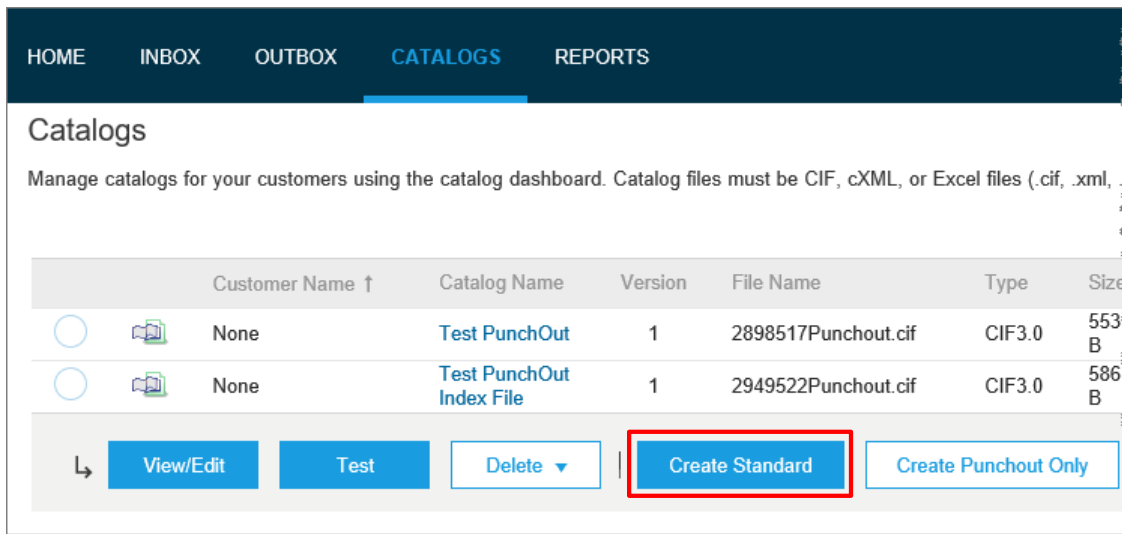 HOME INBOX OUTBOX CATALOGS REPORTS
Catalogs
Manage catalogs for your customers using the catalog dashboard. Catalog files must be CIF, cXML, or Excel files (.cif, .xml, .
Customer Name ↑ Catalog Name Version File Name Type Size
None Test PunchOut 1 2898517Punchout.cif CIF3.0 553
B
None Test PunchOut
Index File 1 2949522Punchout.cif CIF3.0 586
B
View/Edit Test Delete ▼ | Create Standard Create Punchout Only